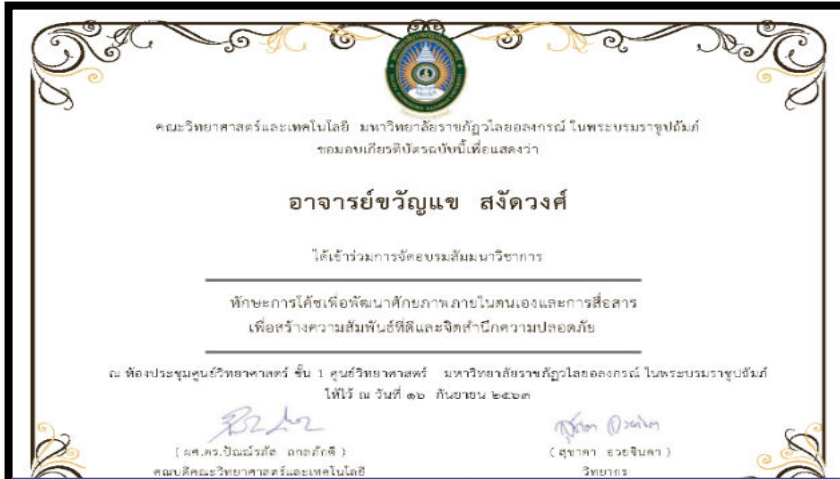 คณะวิทยาศาสตร์และเทคโนโลยี มหาวิทยาลัยราชภัฏวไลยอลงกรณ์ ในพระบรมราชูปถัมภ์
ขอมอบเกียรติบัตรฉบับนี้เพื่อแสดงว่า
อาจารย์ขวัญแข สงัดวงศ์
ได้เข้าร่วมการจัดอบรมสัมมนาวิชาการ
ทักษะการโค้ชเพื่อพัฒนาศักยภาพภายในตนเองและการสื่อสาร
เพื่อสร้างความสัมพันธ์ที่ดีและจิตสำนึกความปลอดภัย
ณ ห้องประชุมศูนย์วิทยาศาสตร์ ชั้น 1 ศูนย์วิทยาศาสตร์ มหาวิทยาลัยราชภัฏวไลยอลงกรณ์ ในพระบรมราชูปถัมภ์
ให้ไว้ ณ วันที่ ๑๖ กันยายน ๒๕๖๓
(ผศ.ดร.ปัณณ์รภัส ถกลภักดี)
(สุชาดา อวยจินดา)
คณบดีคณะวิทยาศาสตร์และเทคโนโลยี
วิทยากร